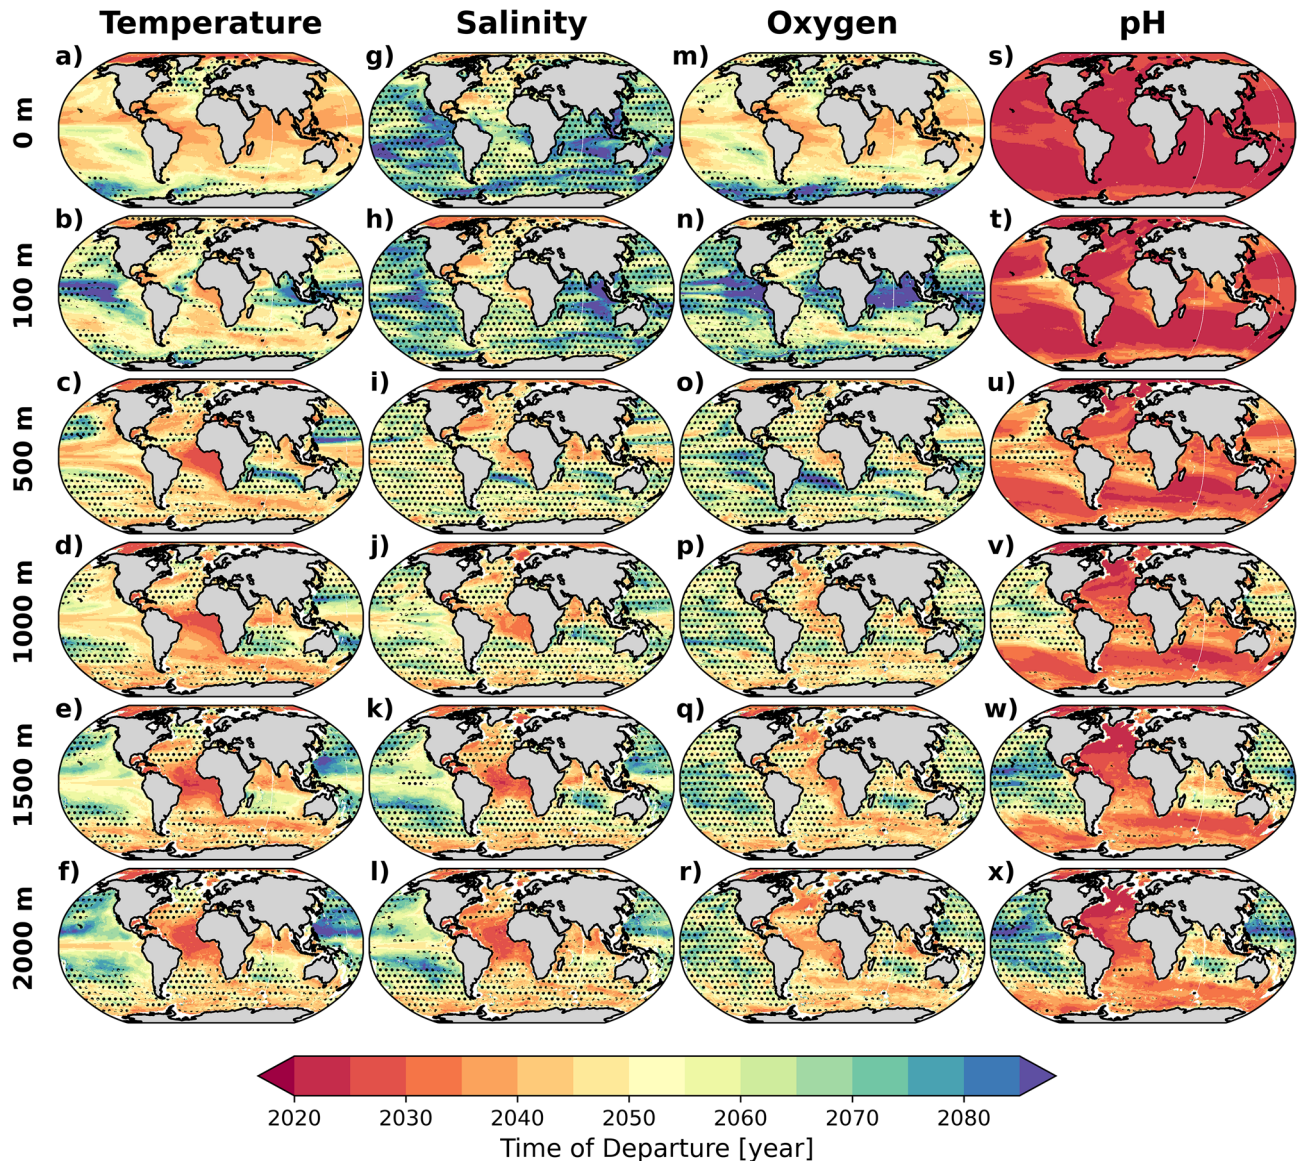 Temperature Salinity Oxygen pH
a) g) m) s)
0 m
b) h) n) t)
100 m
c) i) o) u)
500 m
d) j) p) v)
1000 m
e) k) q) w)
1500 m
f) l) r) x)
2000 m
2020 2030 2040 2050 2060 2070 2080
Time of Departure [year]